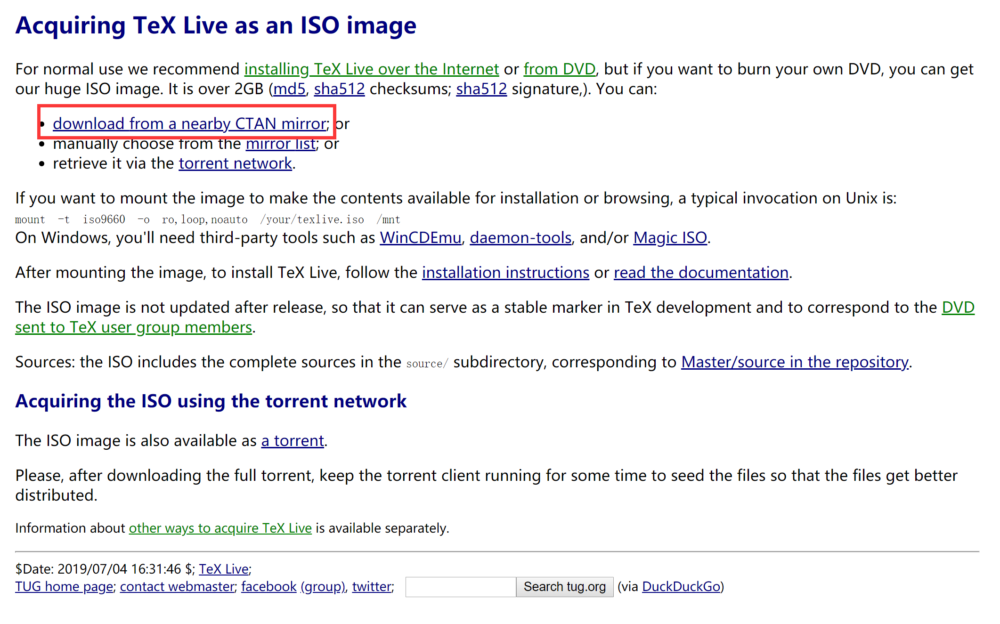 Acquiring TeX Live as an ISO image
For normal use we recommend installing TeX Live over the Internet or from DVD, but if you want to burn your own DVD, you can get
our huge ISO image. It is over 2GB (md5, sha512 checksums; sha512 signature,). You can:
• download from a nearby CTAN mirror; or
• manually choose from the mirror list; or
• retrieve it via the torrent network.
If you want to mount the image to make the contents available for installation or browsing, a typical invocation on Unix is:
mount -t iso9660 -o ro,loop,noauto /your/texlive.iso /mnt
On Windows, you'll need third-party tools such as WinCDEmu, daemon-tools, and/or Magic ISO.
After mounting the image, to install TeX Live, follow the installation instructions or read the documentation.
The ISO image is not updated after release, so that it can serve as a stable marker in TeX development and to correspond to the DVD
sent to TeX user group members.
Sources: the ISO includes the complete sources in the source/ subdirectory, corresponding to Master/source in the repository.
Acquiring the ISO using the torrent network
The ISO image is also available as a torrent.
Please, after downloading the full torrent, keep the torrent client running for some time to seed the files so that the files get better
distributed.
Information about other ways to acquire TeX Live is available separately.
$Date: 2019/07/04 16:31:46 $; TeX Live;
TUG home page; contact webmaster; facebook (group), twitter; Search tug.org (via DuckDuckGo)